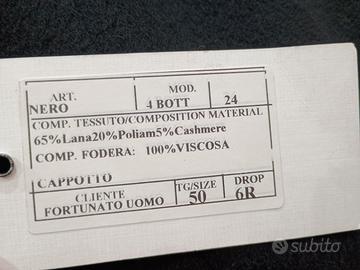 ART. MOD.
NERO 4 BOTT 24
COMP. TESSUTO/COMPOSITION MATERIAL
65%Lana20%Poliam5%Cashmere
COMP. FODERA: 100%VISCOSA
CAPPOTTO
CLIENTE TG/SIZE DROP
FORTUNATO UOMO 50 6R
subito